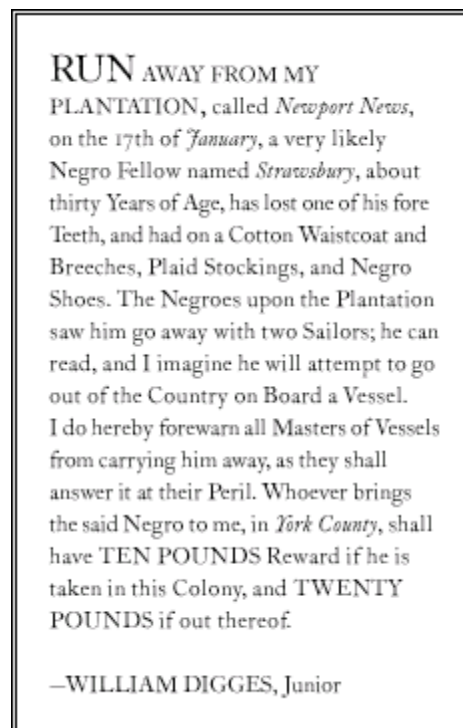 RUN AWAY FROM MY
PLANTATION, called Newport News,
on the 17th of January, a very likely
Negro Fellow named Strawsbury, about
thirty Years of Age, has lost one of his fore
Teeth, and had on a Cotton Waistcoat and
Breeches, Plaid Stockings, and Negro
Shoes. The Negroes upon the Plantation
saw him go away with two Sailors; he can
read, and I imagine he will attempt to go
out of the Country on Board a Vessel.
I do hereby forewarn all Masters of Vessels
from carrying him away, as they shall
answer it at their Peril. Whoever brings
the said Negro to me, in York County, shall
have TEN POUNDS Reward if he is
taken in this Colony, and TWENTY
POUNDS if out thereof.
—WILLIAM DIGGES, Junior